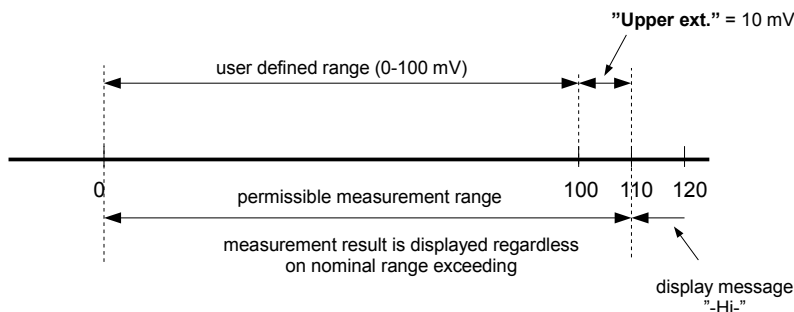 "Upper ext." = 10 mV
user defined range (0-100 mV)
0
100
110
120
permissible measurement range
measurement result is displayed regardless
on nominal range exceeding
display message
"-Hi-"